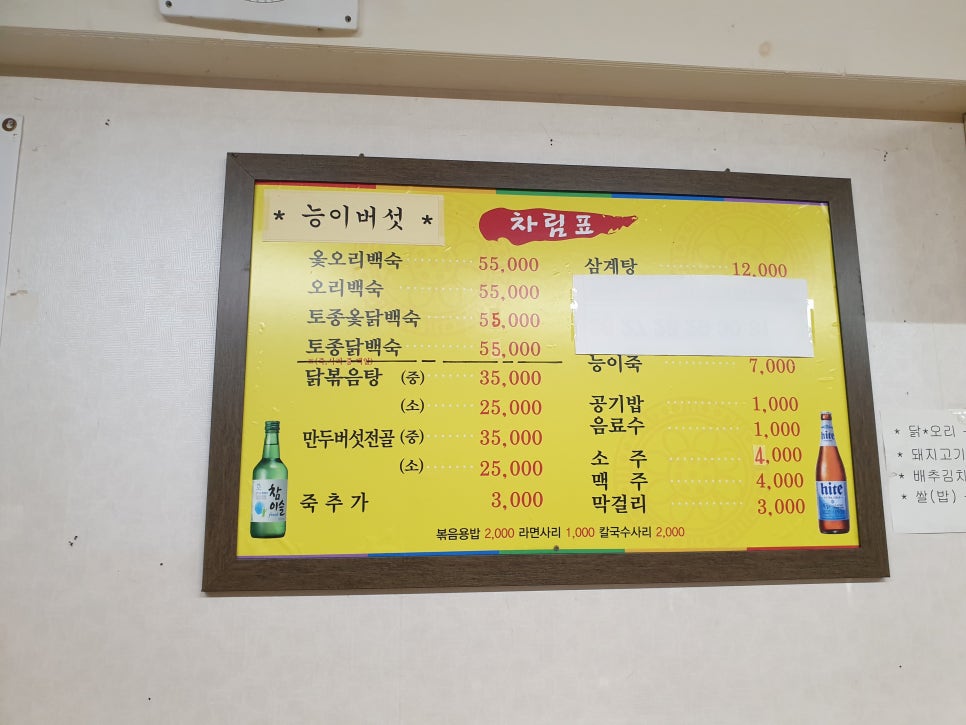 * 능이버섯 *
차림표
옻오리백숙 55,000
오리백숙 55,000
토종옻닭백숙 55,000
토종닭백숙 55,000
닭볶음탕 (중) 35,000
(소) 25,000
만두버섯전골 (중) 35,000
(소) 25,000
죽추가 3,000
삼계탕 12,000
능이죽 7,000
공기밥 1,000
음료수 1,000
소주 4,000
맥주 4,000
막걸리 3,000
볶음용밥 2,000 라면사리 1,000 칼국수사리 2,000
참이슬
hite
hite
* 닭*오리 -
* 돼지고기
* 배추김치
* 쌀(밥) -